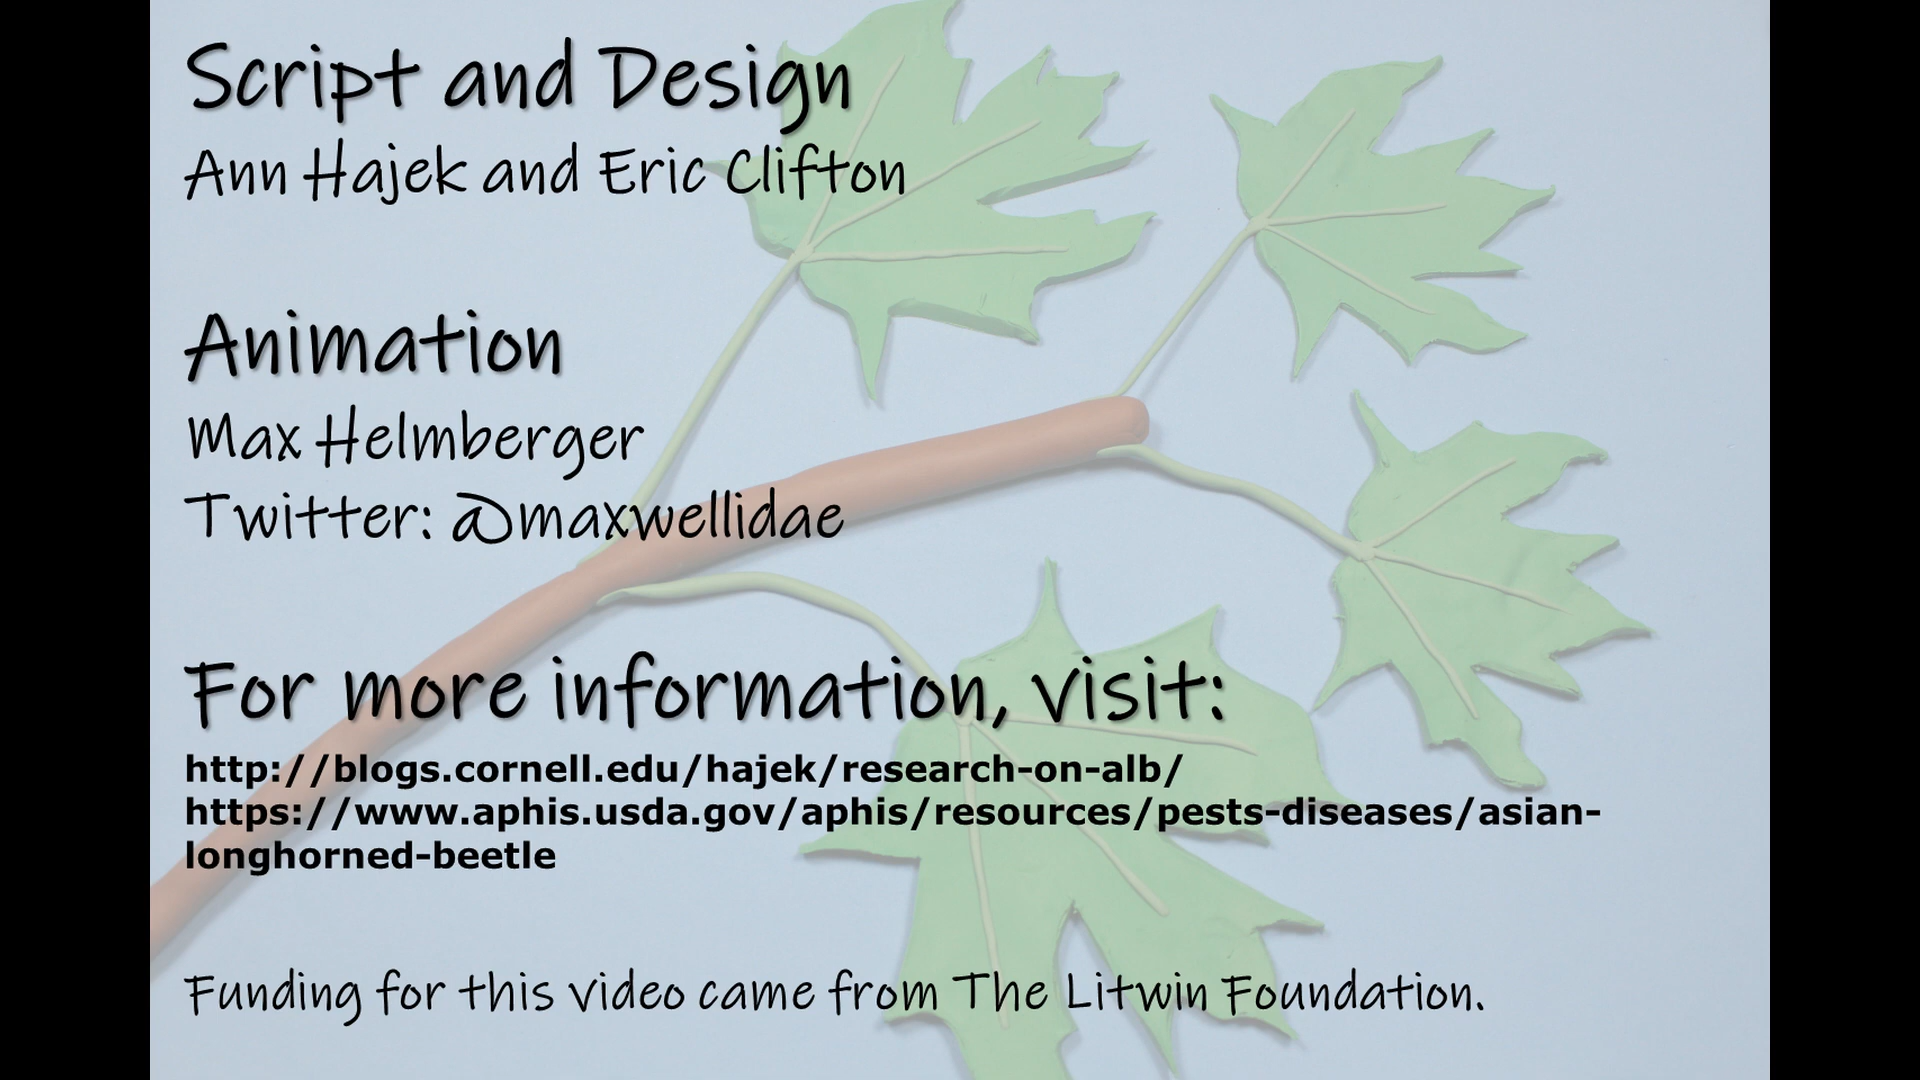 Script and Design
Ann Hajek and Eric Clifton
Animation
Max Helmberger
Twitter: @maxwellidae
For more information, visit:
http://blogs.cornell.edu/hajek/research-on-alb/
https://www.aphis.usda.gov/aphis/resources/pests-diseases/asian-
longhorned-beetle
Funding for this video came from The Litwin Foundation.